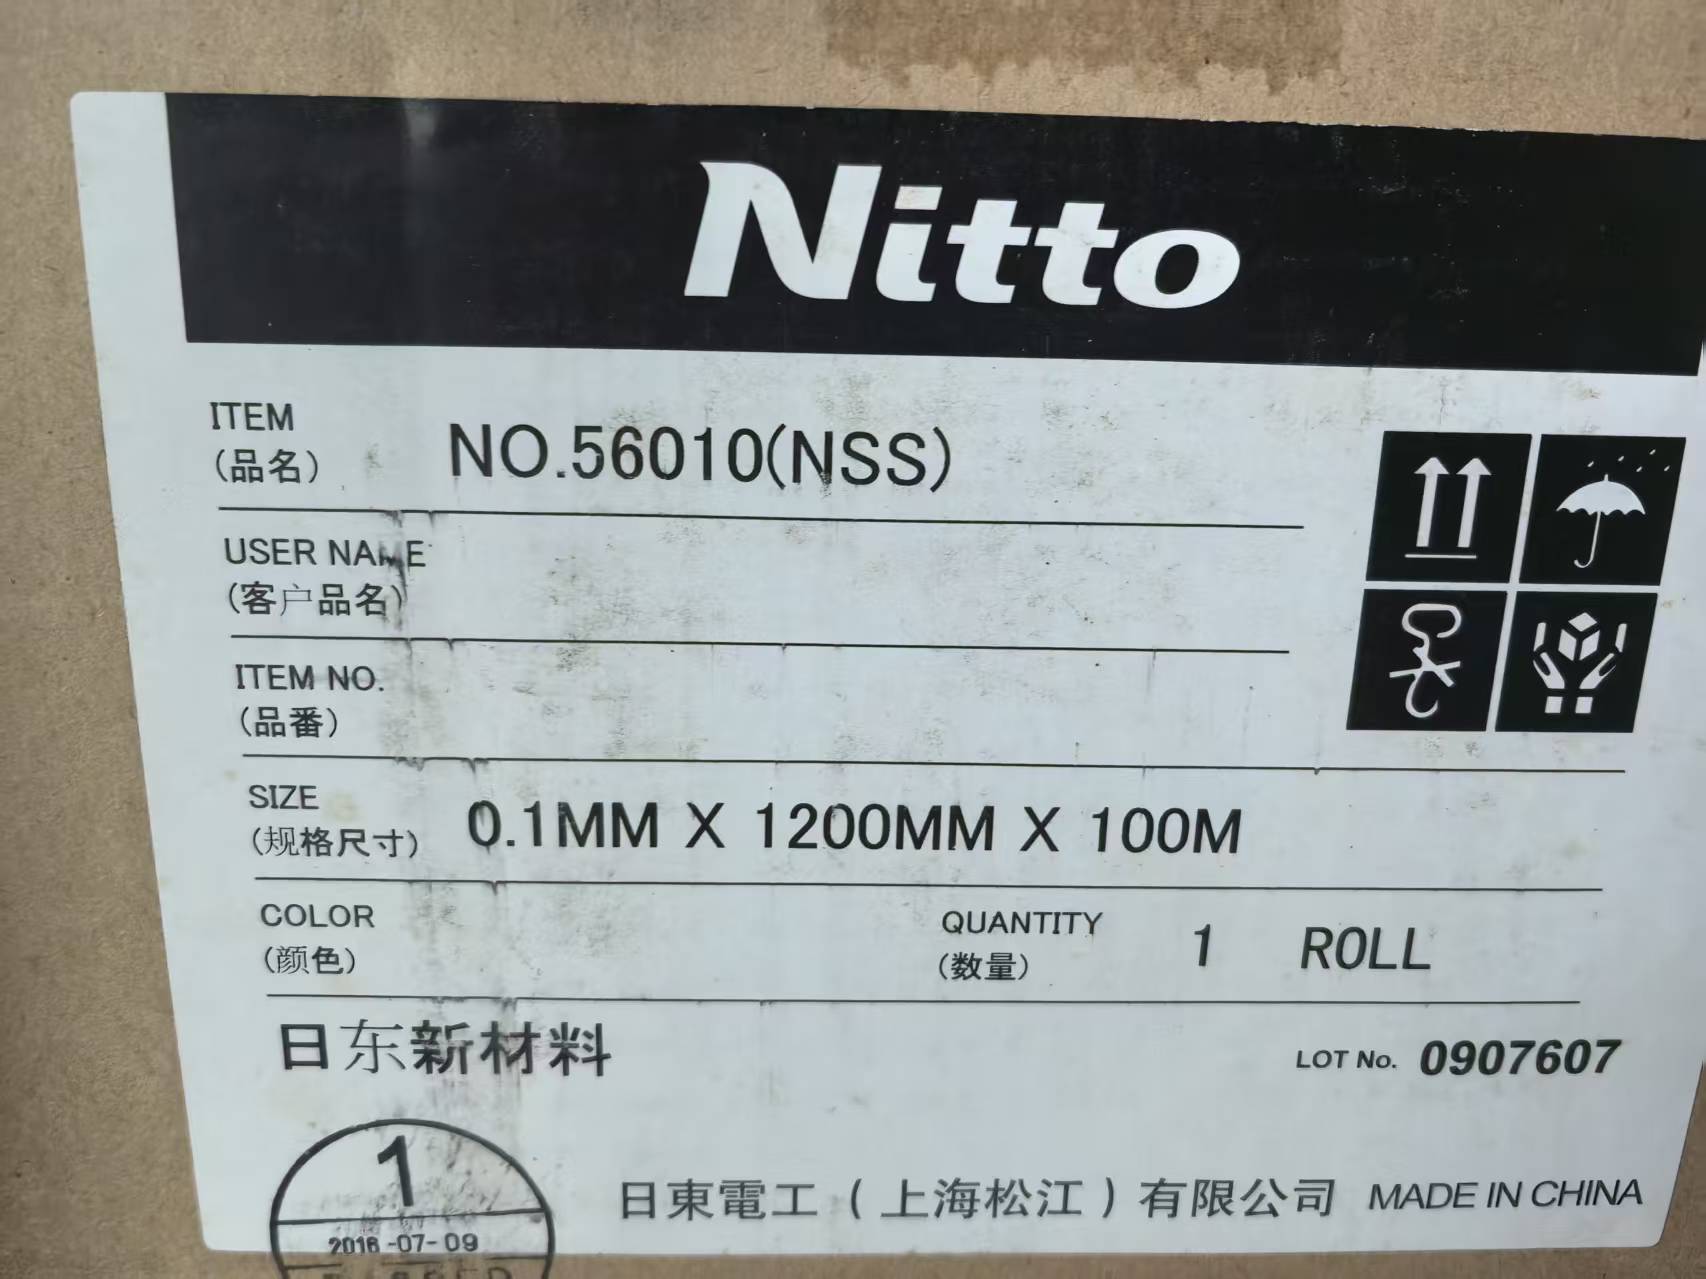 Nitto
ITEM
(品名)
NO.56010(NSS)
USER NAME
(客户品名)
ITEM NO.
(品番)
SIZE
(规格尺寸)
0.1MM X 1200MM X 100M
COLOR
(颜色)
QUANTITY
(数量)
1 ROLL
日东新材料
LOT No. 0907607
1
2016-07-09
日東電工(上海松江)有限公司 MADE IN CHINA